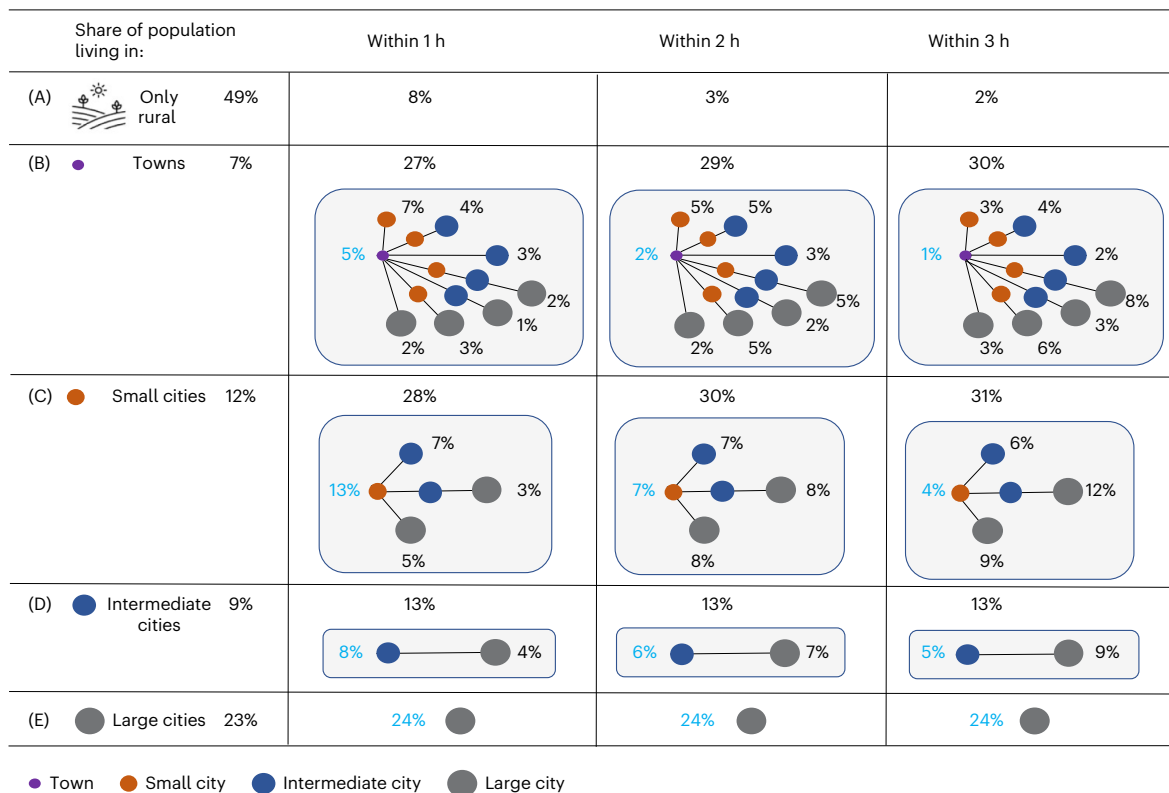 Share of population
living in:
Within 1 h
Within 2 h
Within 3 h
(A) Only
rural 49% 8% 3% 2%
(B) Towns 7% 27% 29% 30%
7% 4%
5% 3%
2%
1%
2% 3%
5% 5%
2% 3%
5%
2%
2% 5%
3% 4%
1% 2%
8%
3%
3% 6%
(C) Small cities 12% 28% 30% 31%
7%
13% 3%
5%
7%
7% 8%
8%
6%
4% 12%
9%
(D) Intermediate
cities 9% 13% 13% 13%
8% 4% 6% 7% 5% 9%
(E) Large cities 23% 24% 24% 24%
Town Small city Intermediate city Large city